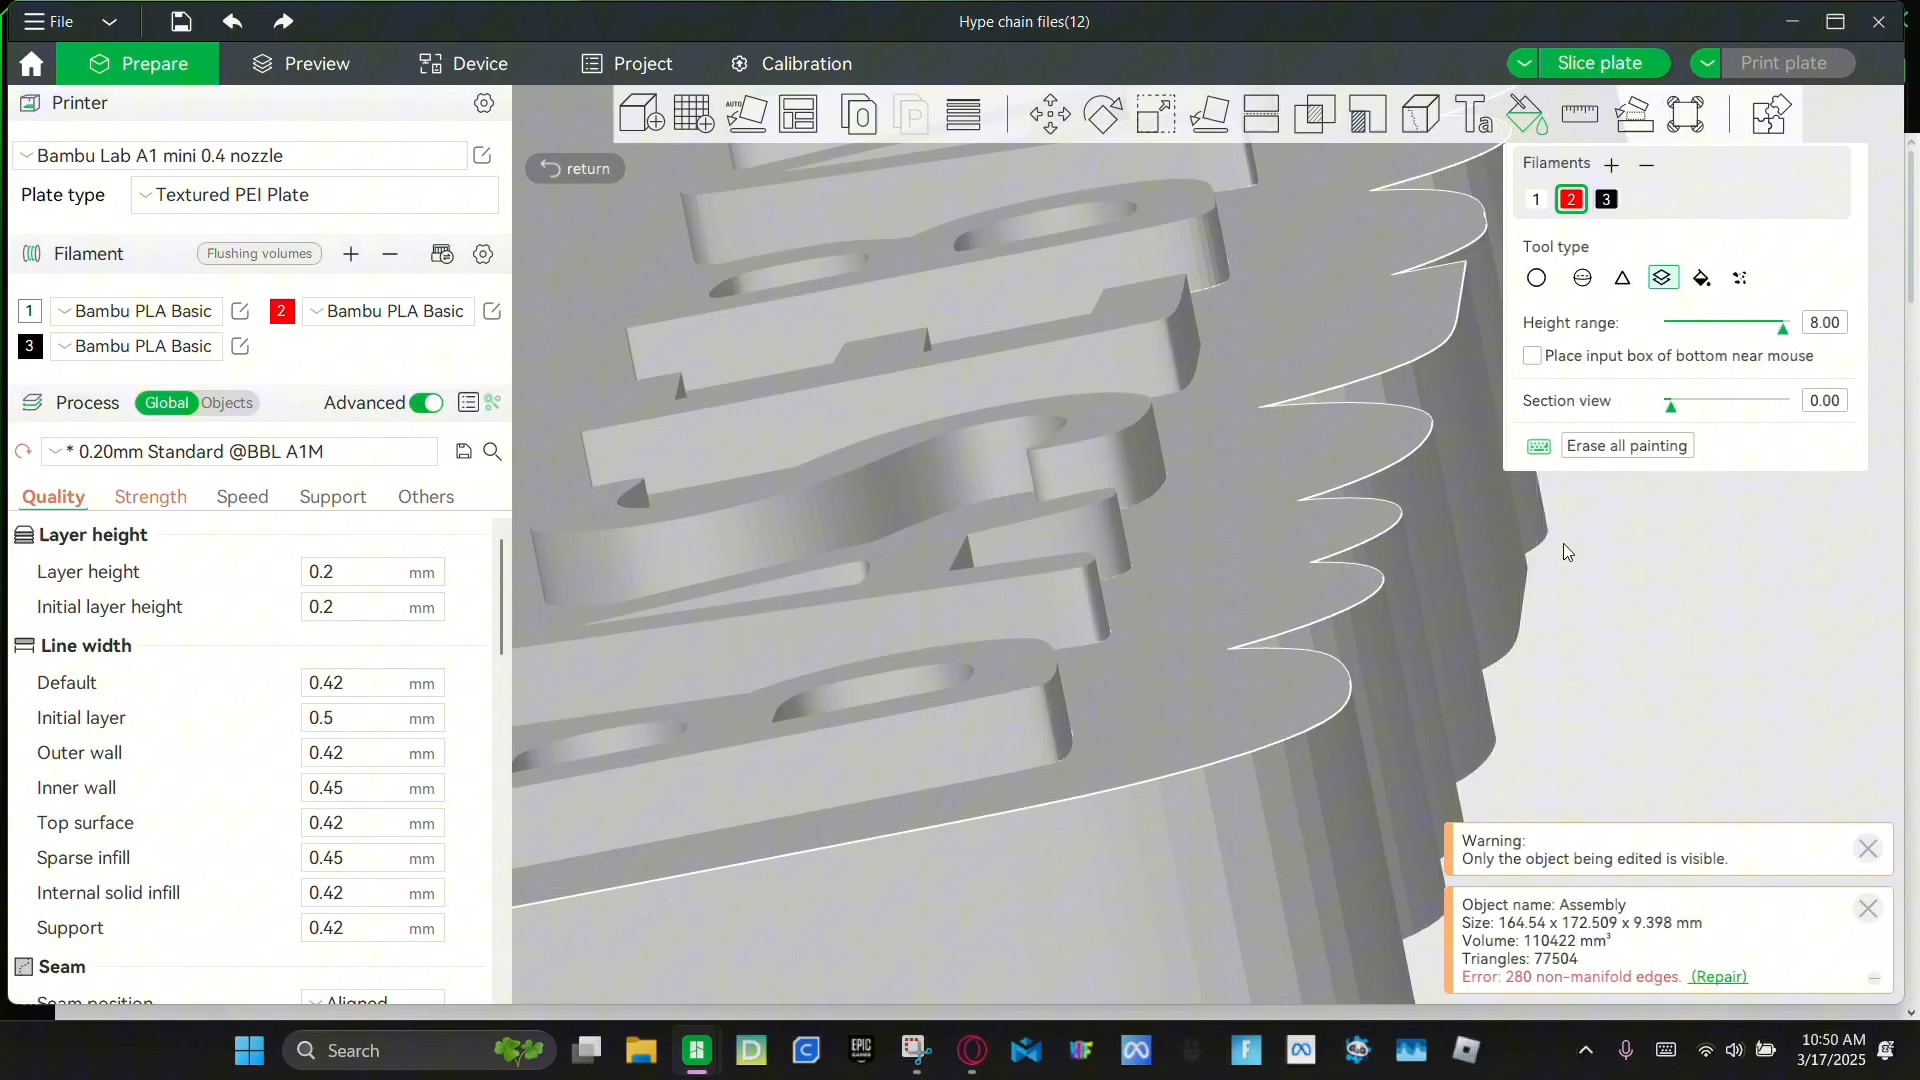 File
Hype chain files(12)
Prepare
Preview
Device
Project
Calibration
Slice plate
Print plate
Printer
Bambu Lab A1 mini 0.4 nozzle
Plate type
Textured PEI Plate
Filament
Flushing volumes
1 Bambu PLA Basic
2 Bambu PLA Basic
3 Bambu PLA Basic
Process
Global
Objects
Advanced
* 0.20mm Standard @BBL A1M
Quality
Strength
Speed
Support
Others
Layer height
Layer height 0.2 mm
Initial layer height 0.2 mm
Line width
Default 0.42 mm
Initial layer 0.5 mm
Outer wall 0.42 mm
Inner wall 0.45 mm
Top surface 0.42 mm
Sparse infill 0.45 mm
Internal solid infill 0.42 mm
Support 0.42 mm
Seam
Seam position Aligned
AUTO
return
Filaments
1 2 3
Tool type
Height range: 8.00
Place input box of bottom near mouse
Section view 0.00
Erase all painting
Warning:
Only the object being edited is visible.
Object name: Assembly
Size: 164.54 x 172.509 x 9.398 mm
Volume: 110422 mm³
Triangles: 77504
Error: 280 non-manifold edges. (Repair)
Search
EPIC
GAMES
10:50 AM
3/17/2025